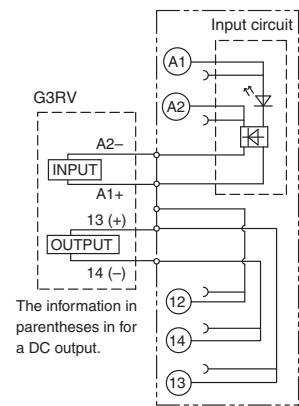 Input circuit
A1
G3RV
A2
A2–
INPUT
A1+
13 (+)
OUTPUT
14 (–)
12
The information in
parentheses in for
a DC output.
14
13